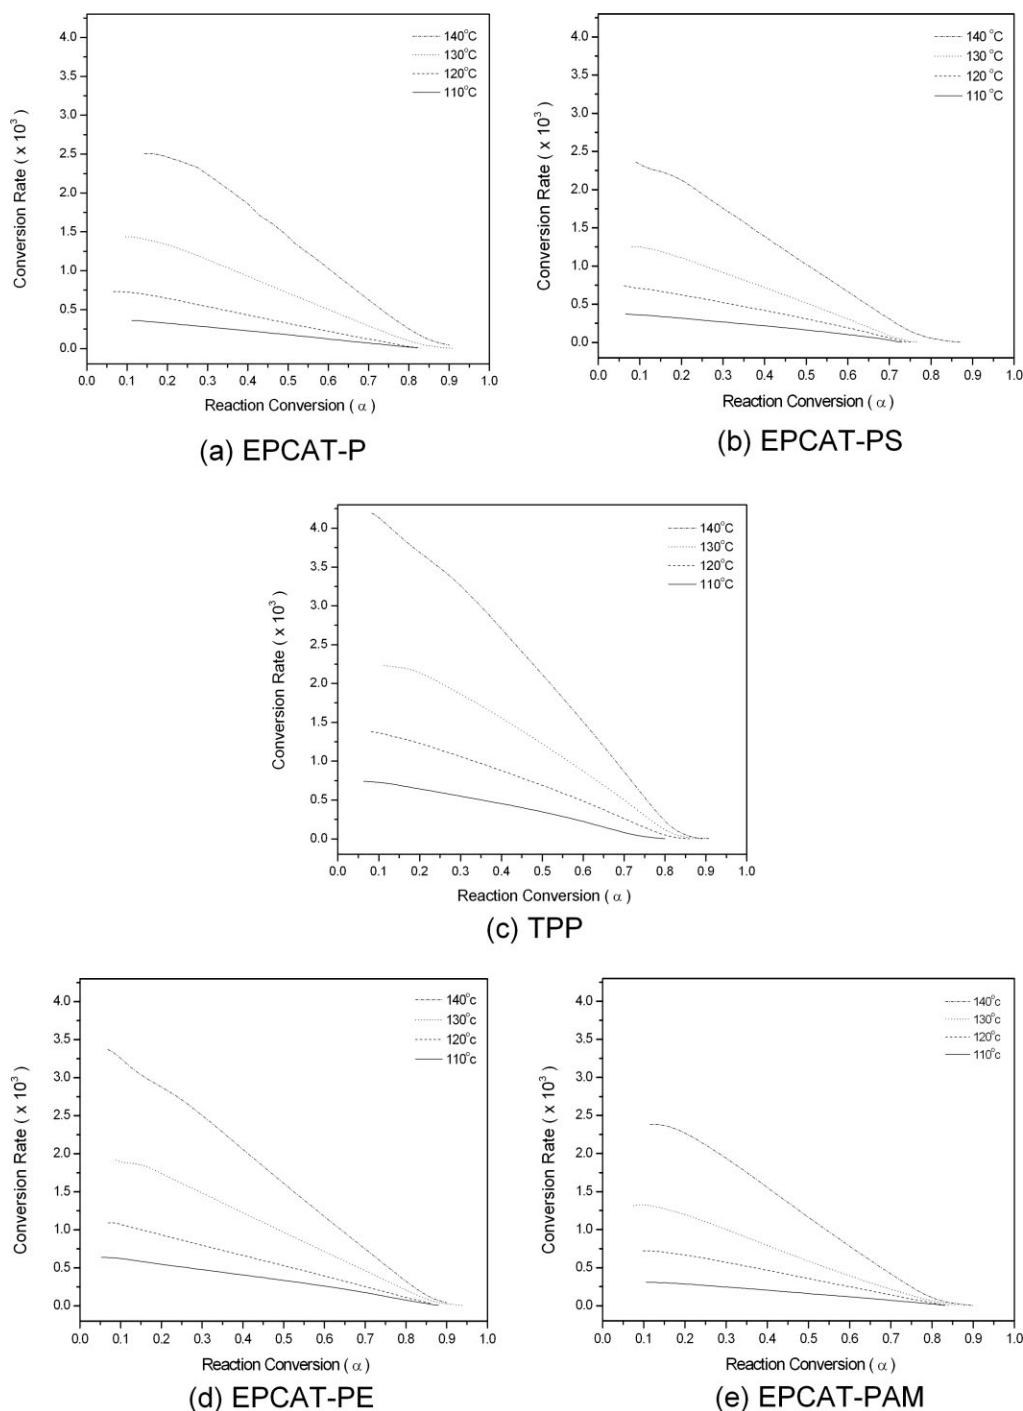 4.0
3.5
3.0
2.5
2.0
1.5
1.0
0.5
0.0
Conversion Rate ( x 10³ )
140°C
130°C
120°C
110°C
0.0 0.1 0.2 0.3 0.4 0.5 0.6 0.7 0.8 0.9 1.0
Reaction Conversion ( α )
(a) EPCAT-P
4.0
3.5
3.0
2.5
2.0
1.5
1.0
0.5
0.0
Conversion Rate ( x 10³ )
140 °C
130 °C
120 °C
110 °C
0.0 0.1 0.2 0.3 0.4 0.5 0.6 0.7 0.8 0.9 1.0
Reaction Conversion ( α )
(b) EPCAT-PS
4.0
3.5
3.0
2.5
2.0
1.5
1.0
0.5
0.0
Conversion Rate ( x 10³ )
140°C
130°C
120°C
110°C
0.0 0.1 0.2 0.3 0.4 0.5 0.6 0.7 0.8 0.9 1.0
Reaction Conversion ( α )
(c) TPP
4.0
3.5
3.0
2.5
2.0
1.5
1.0
0.5
0.0
Conversion Rate ( x 10³ )
140°c
130°c
120°c
110°c
0.0 0.1 0.2 0.3 0.4 0.5 0.6 0.7 0.8 0.9 1.0
Reaction Conversion ( α )
(d) EPCAT-PE
4.0
3.5
3.0
2.5
2.0
1.5
1.0
0.5
0.0
Conversion Rate ( x 10³ )
140°c
130°c
120°c
110°c
0.0 0.1 0.2 0.3 0.4 0.5 0.6 0.7 0.8 0.9 1.0
Reaction Conversion ( α )
(e) EPCAT-PAM